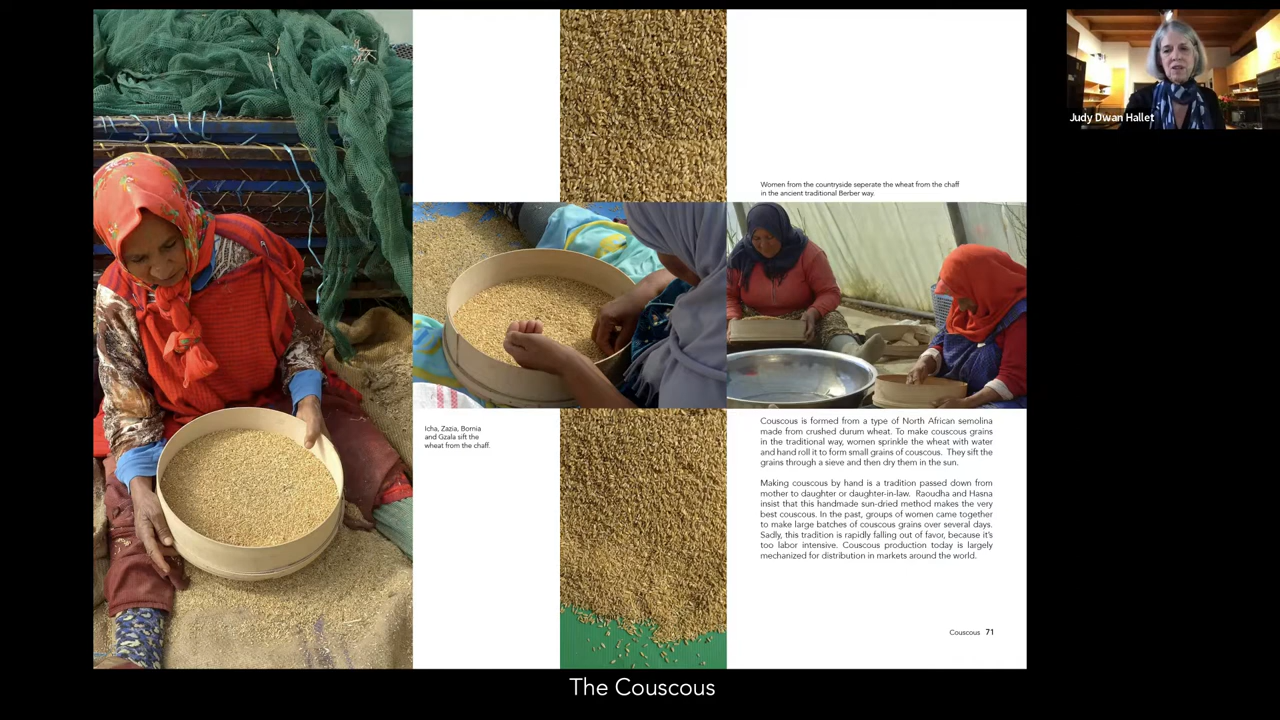 Women from the countryside seperate the wheat from the chaff
in the ancient traditional Berber way.
Icha, Zazia, Bornia
and Gzala sift the
wheat from the chaff.
Couscous is formed from a type of North African semolina
made from crushed durum wheat. To make couscous grains
in the traditional way, women sprinkle the wheat with water
and hand roll it to form small grains of couscous. They sift the
grains through a sieve and then dry them in the sun.
Making couscous by hand is a tradition passed down from
mother to daughter or daughter-in-law. Raoudha and Hasna
insist that this handmade sun-dried method makes the very
best couscous. In the past, groups of women came together
to make large batches of couscous grains over several days.
Sadly, this tradition is rapidly falling out of favor, because it's
too labor intensive. Couscous production today is largely
mechanized for distribution in markets around the world.
Couscous 71
The Couscous
Judy Dwan Hallet